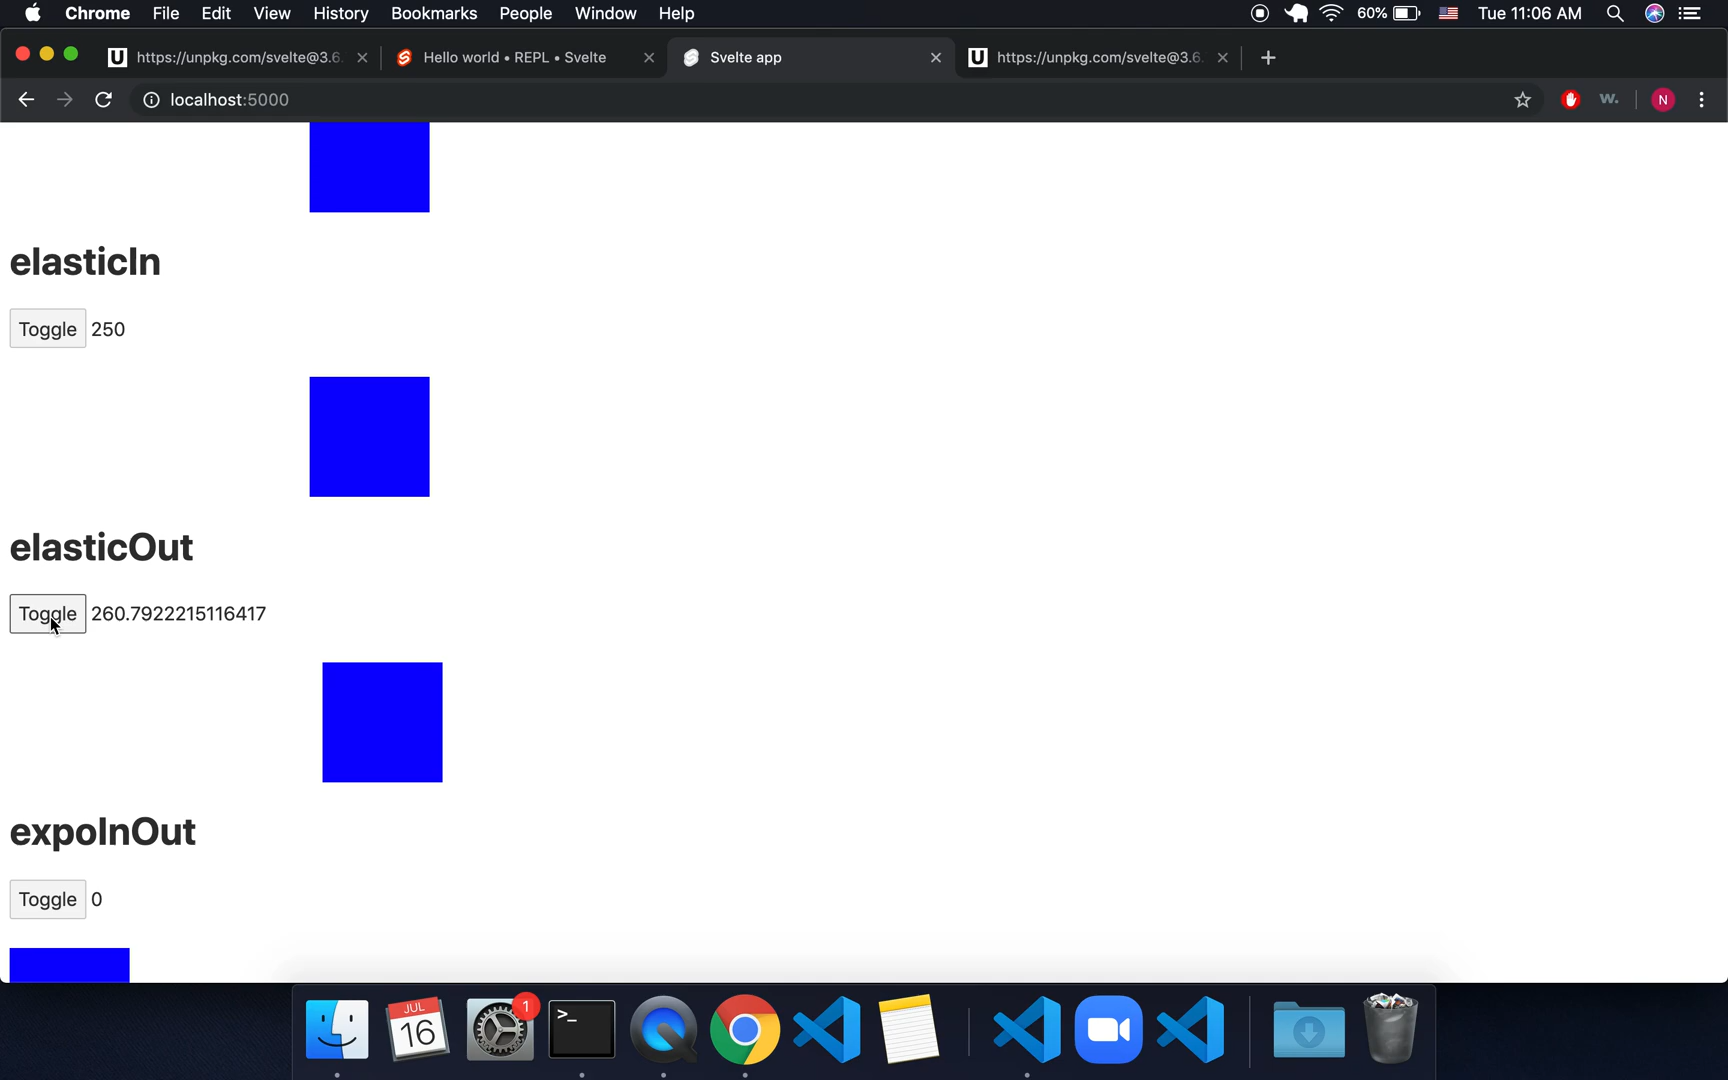 Chrome File Edit View History Bookmarks People Window Help 60% Tue 11:06 AM
U https://unpkg.com/svelte@3.6. Hello world • REPL • Svelte Svelte app U https://unpkg.com/svelte@3.6.
localhost:5000 w. N
elasticIn
Toggle 250
elasticOut
Toggle 260.7922215116417
expoInOut
Toggle 0
JUL
16
1
>_